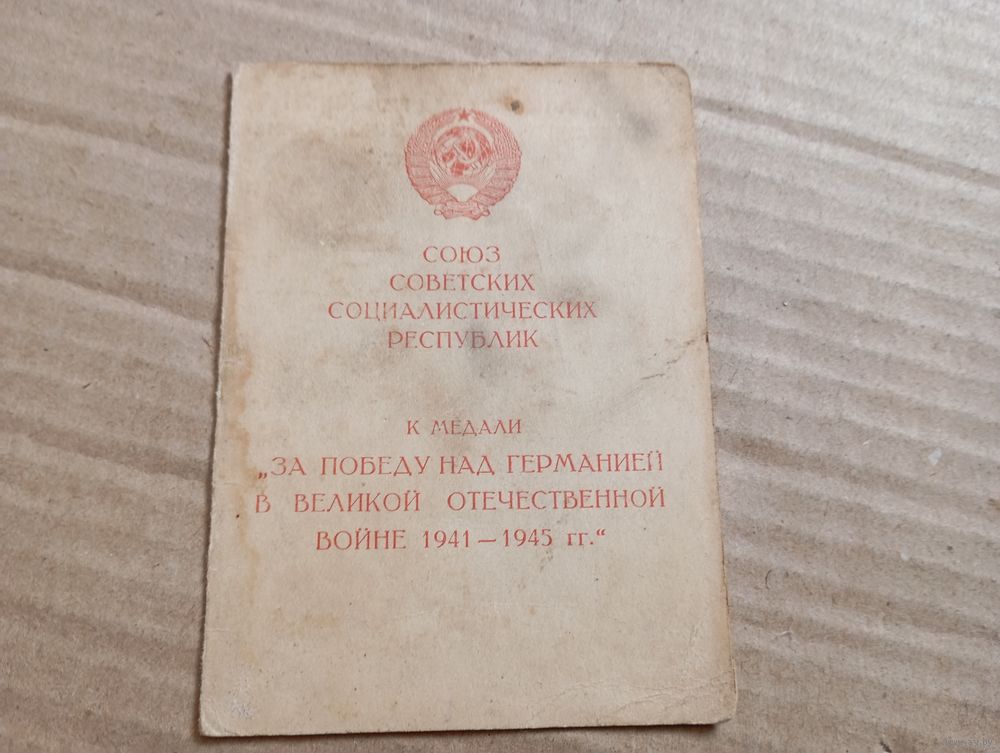 СОЮЗ
СОВЕТСКИХ
СОЦИАЛИСТИЧЕСКИХ
РЕСПУБЛИК
К МЕДАЛИ
„ЗА ПОБЕДУ НАД ГЕРМАНИЕЙ
В ВЕЛИКОЙ ОТЕЧЕСТВЕННОЙ
ВОЙНЕ 1941 — 1945 гг.“